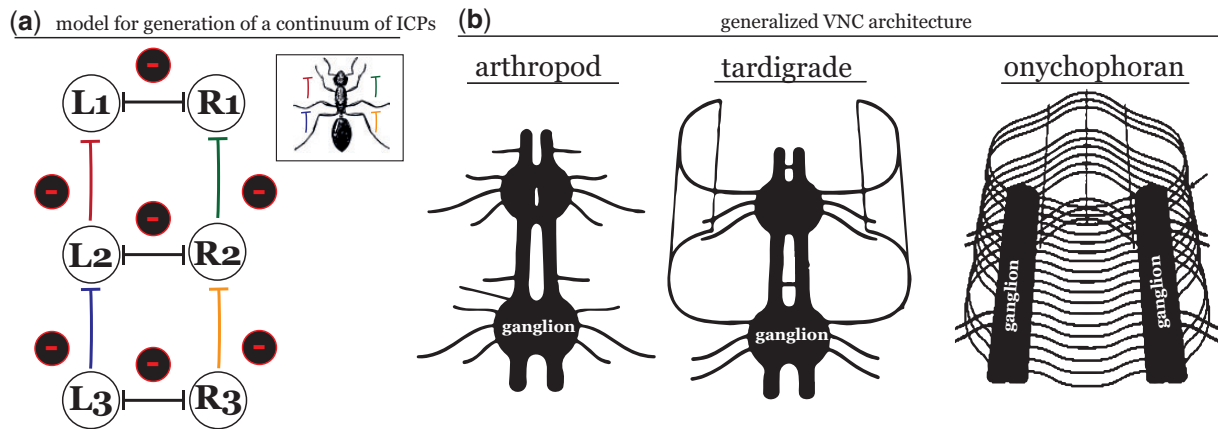 (a) model for generation of a continuum of ICPs
-
L1 R1
- -
-
L2 R2
- -
-
L3 R3
(b) generalized VNC architecture
arthropod tardigrade onychophoran
ganglion ganglion ganglion ganglion